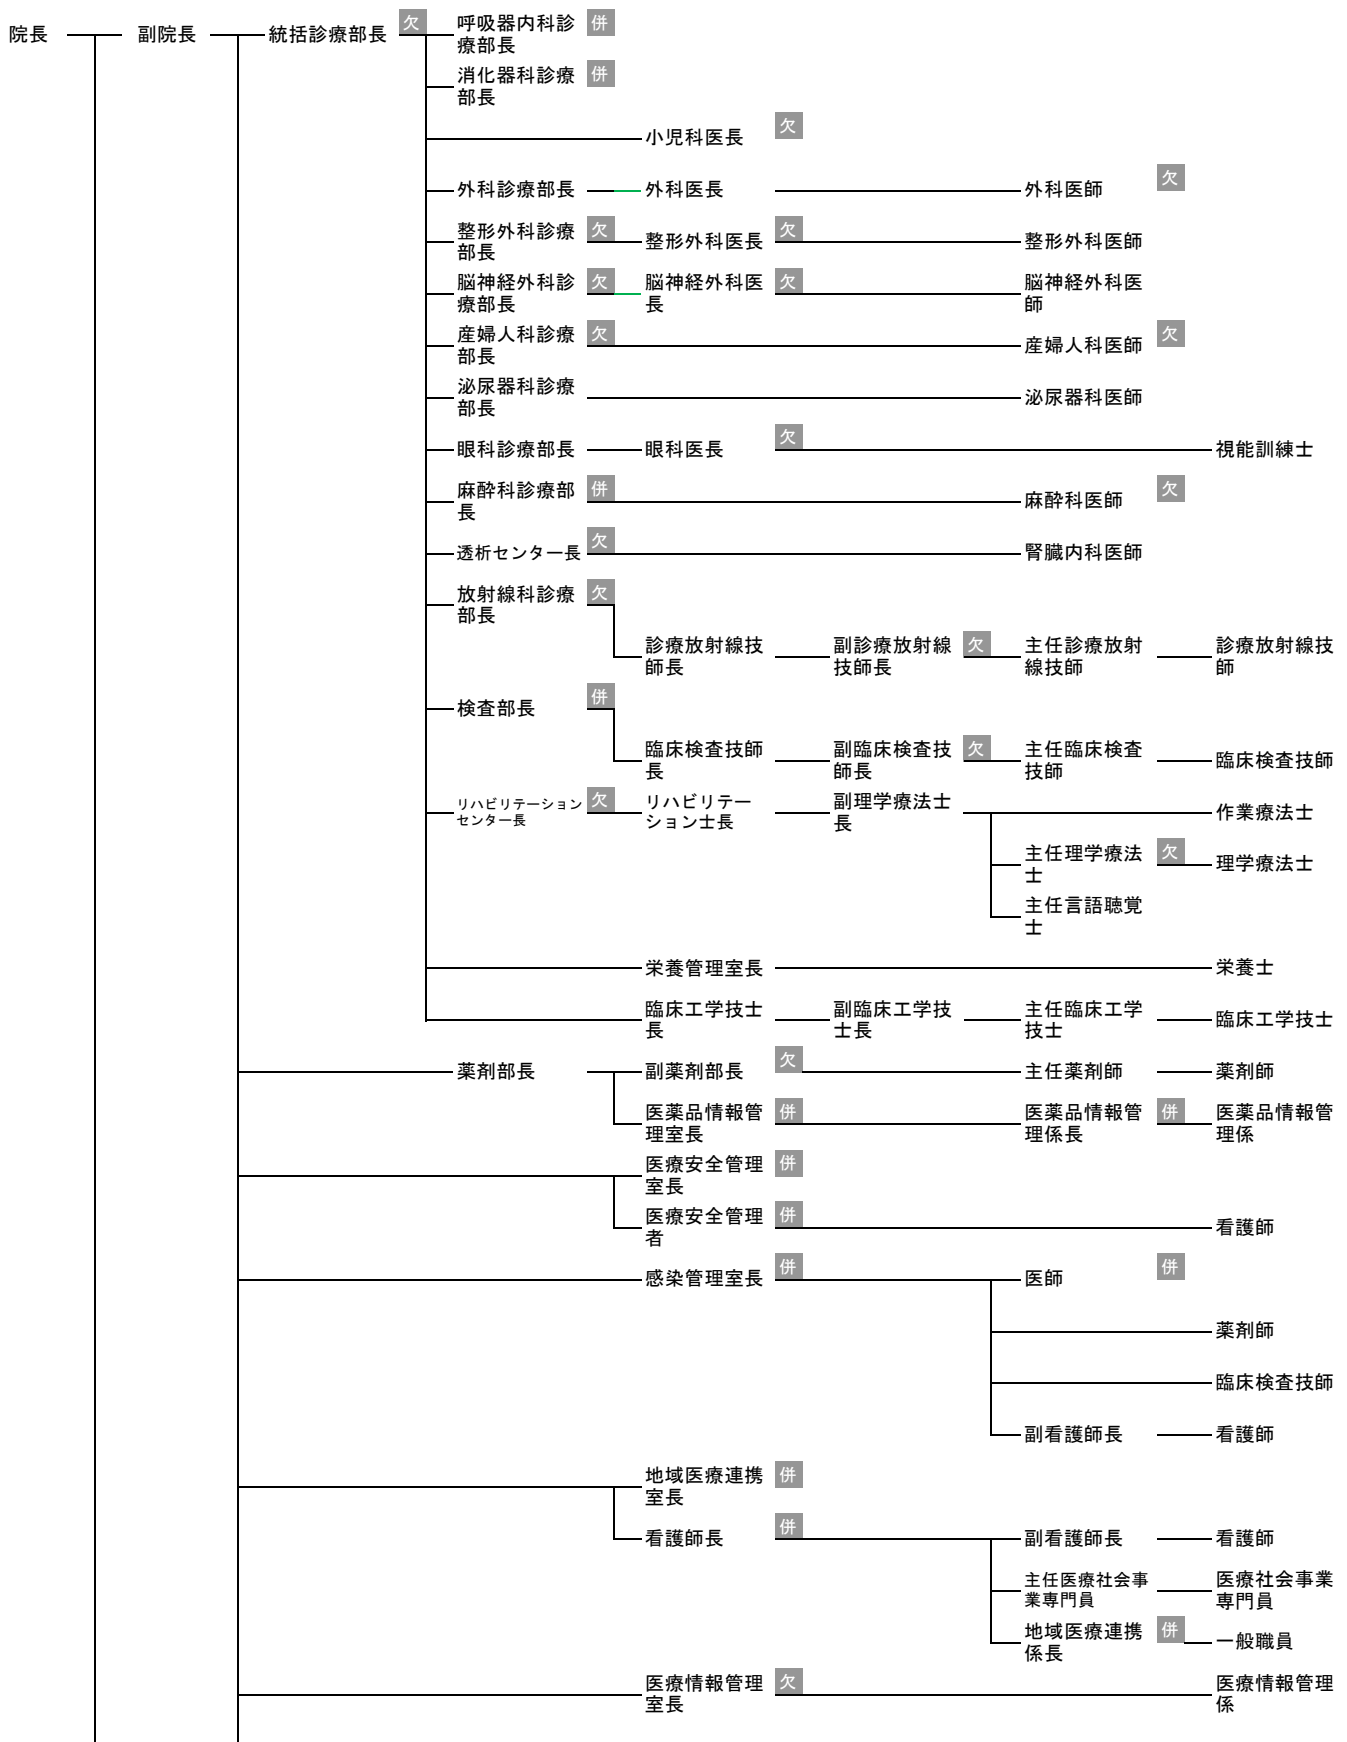 院長 副院長 統括診療部長 欠 呼吸器内科診 併
療部長
消化器科診療 併
部長
小児科医長 欠
外科診療部長 外科医長 外科医師 欠
整形外科診療 欠 整形外科医長 欠 整形外科医師
部長
脳神経外科診 欠 脳神経外科医 欠 脳神経外科医
療部長 長 師
産婦人科診療 欠 産婦人科医師 欠
部長
泌尿器科診療 泌尿器科医師
部長
眼科診療部長 眼科医長 欠 視能訓練士
麻酔科診療部 併 麻酔科医師 欠
長
透析センター長 欠 腎臓内科医師
放射線科診療 欠
部長
診療放射線技 副診療放射線 欠 主任診療放射 診療放射線技
師長 技師長 線技師 師
検査部長 併
臨床検査技師 副臨床検査技 欠 主任臨床検査 臨床検査技師
長 師長 技師
リハビリテーション 欠 リハビリテー 副理学療法士 作業療法士
センター長 ション士長 長
主任理学療法 欠 理学療法士
士
主任言語聴覚
士
栄養管理室長 栄養士
臨床工学技士 副臨床工学技 主任臨床工学 臨床工学技士
長 士長 技士
薬剤部長 副薬剤部長 欠 主任薬剤師 薬剤師
医薬品情報管 併 医薬品情報管 併 医薬品情報管
理室長 理係長 理係
医療安全管理 併
室長
医療安全管理 併 看護師
者
感染管理室長 併 医師 併
薬剤師
臨床検査技師
副看護師長 看護師
地域医療連携 併
室長
看護師長 併 副看護師長 看護師
主任医療社会事 医療社会事業
業専門員 専門員
地域医療連携 併 一般職員
係長
医療情報管理 欠 医療情報管理
室長 係